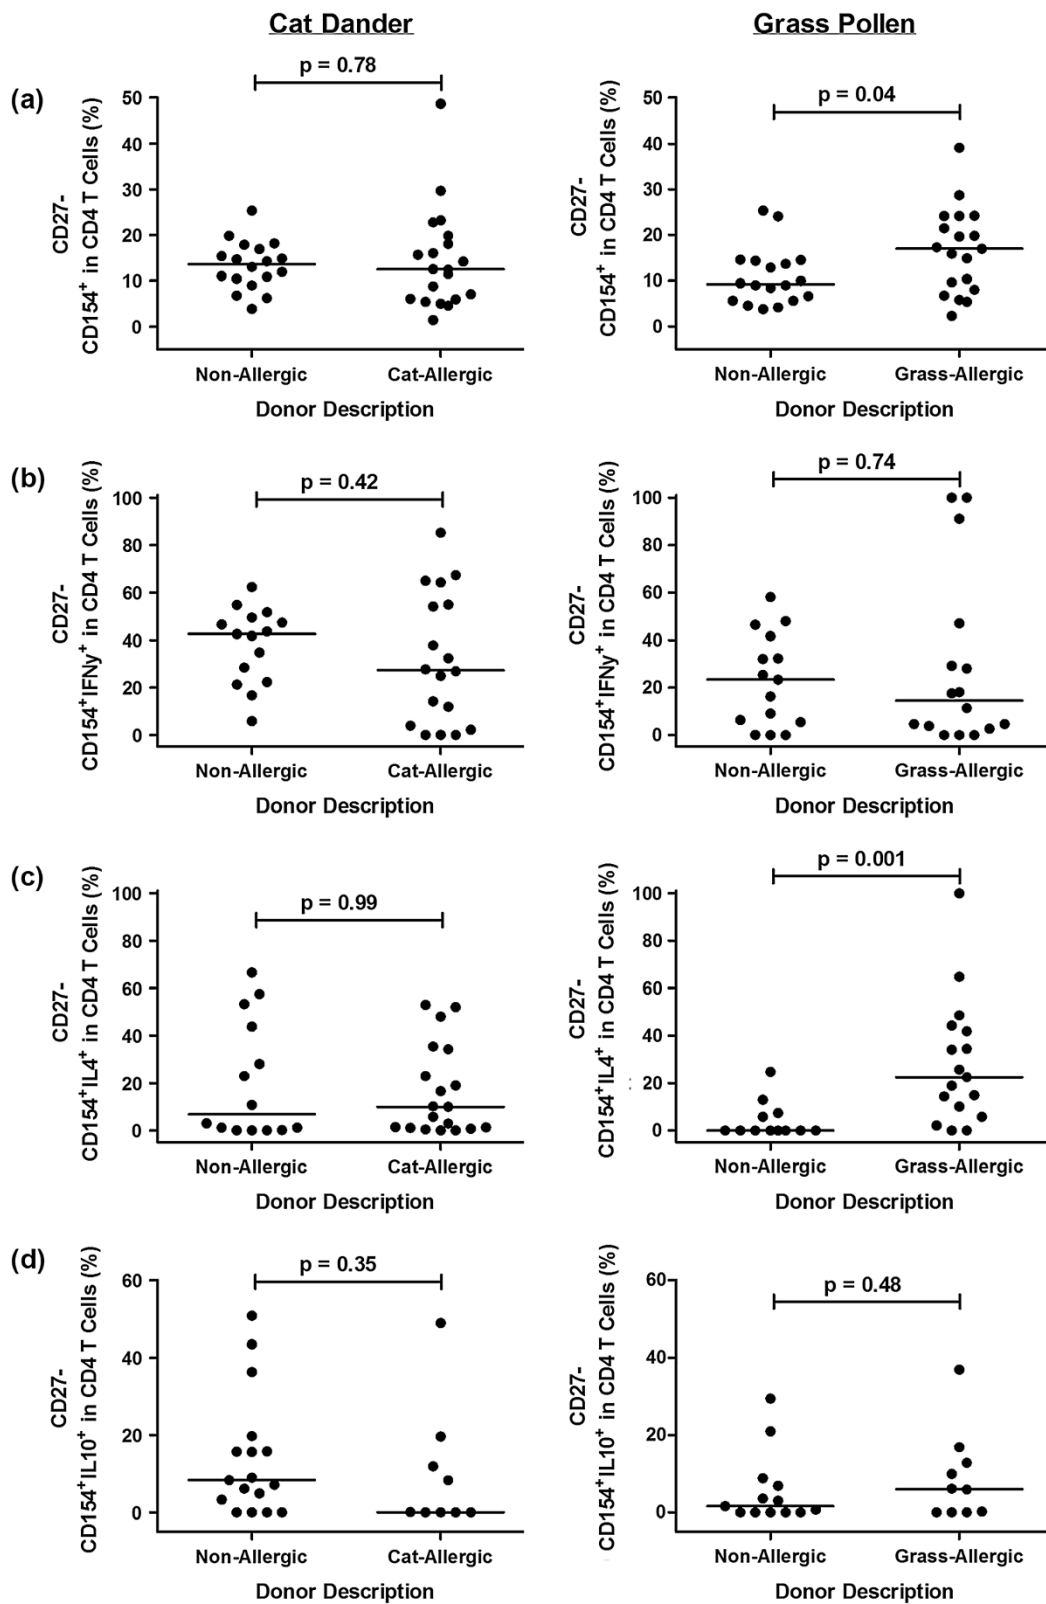 Cat Dander
Grass Pollen
(a)
CD27-
CD154⁺ in CD4 T Cells (%)
p = 0.78
50
40
30
20
10
0
Non-Allergic
Cat-Allergic
Donor Description
CD27-
CD154⁺ in CD4 T Cells (%)
p = 0.04
50
40
30
20
10
0
Non-Allergic
Grass-Allergic
Donor Description
(b)
CD27-
CD154⁺IFNy⁺ in CD4 T Cells (%)
p = 0.42
100
80
60
40
20
0
Non-Allergic
Cat-Allergic
Donor Description
CD27-
CD154⁺IFNy⁺ in CD4 T Cells (%)
p = 0.74
100
80
60
40
20
0
Non-Allergic
Grass-Allergic
Donor Description
(c)
CD27-
CD154⁺IL4⁺ in CD4 T Cells (%)
p = 0.99
100
80
60
40
20
0
Non-Allergic
Cat-Allergic
Donor Description
CD27-
CD154⁺IL4⁺ in CD4 T Cells (%)
p = 0.001
100
80
60
40
20
0
Non-Allergic
Grass-Allergic
Donor Description
(d)
CD27-
CD154⁺IL10⁺ in CD4 T Cells (%)
p = 0.35
60
40
20
0
Non-Allergic
Cat-Allergic
Donor Description
CD27-
CD154⁺IL10⁺ in CD4 T Cells (%)
p = 0.48
60
40
20
0
Non-Allergic
Grass-Allergic
Donor Description